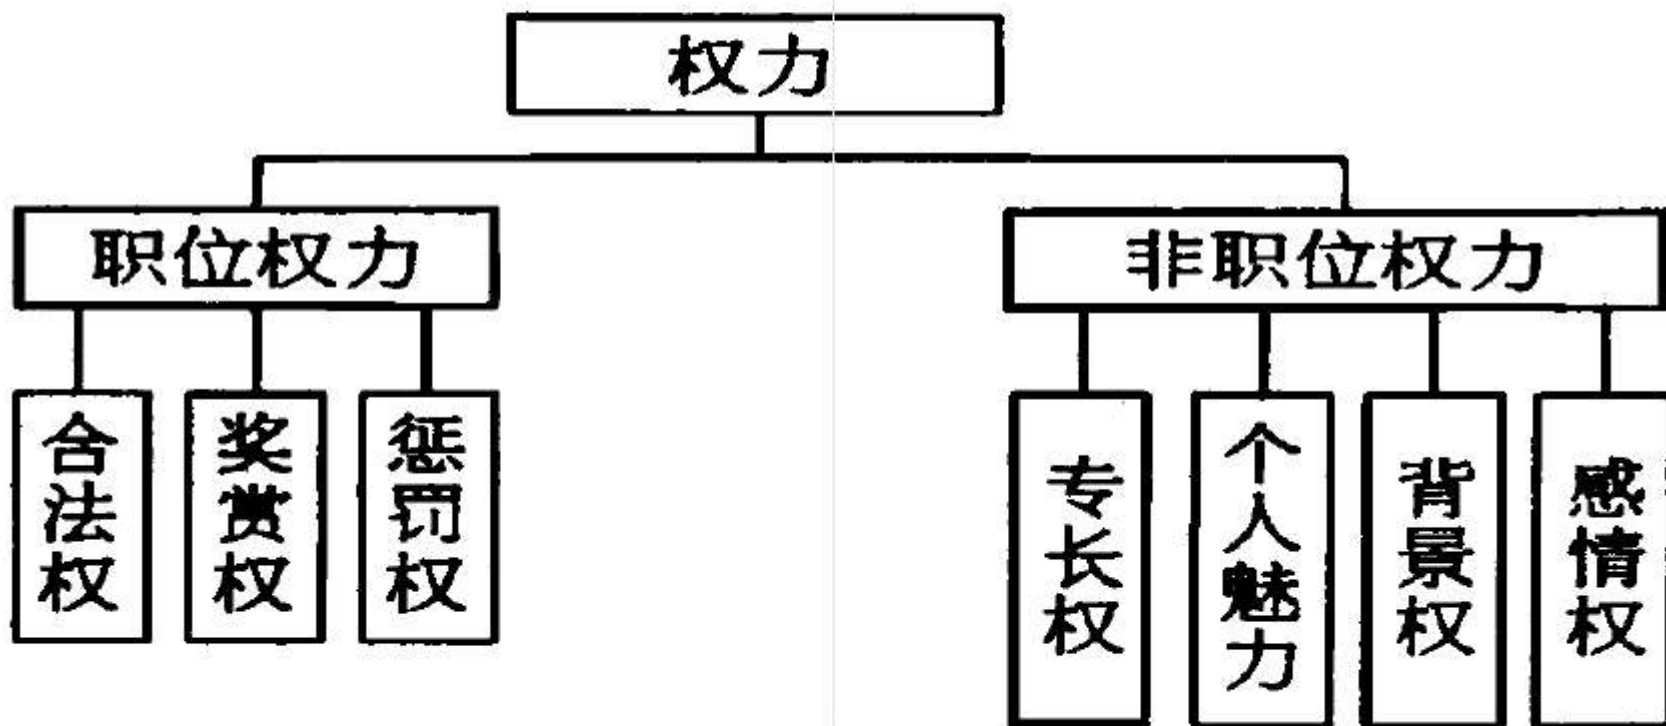 权力
职位权力
非职位权力
合法权
奖赏权
惩罚权
专长权
个人魅力
背景权
感情权